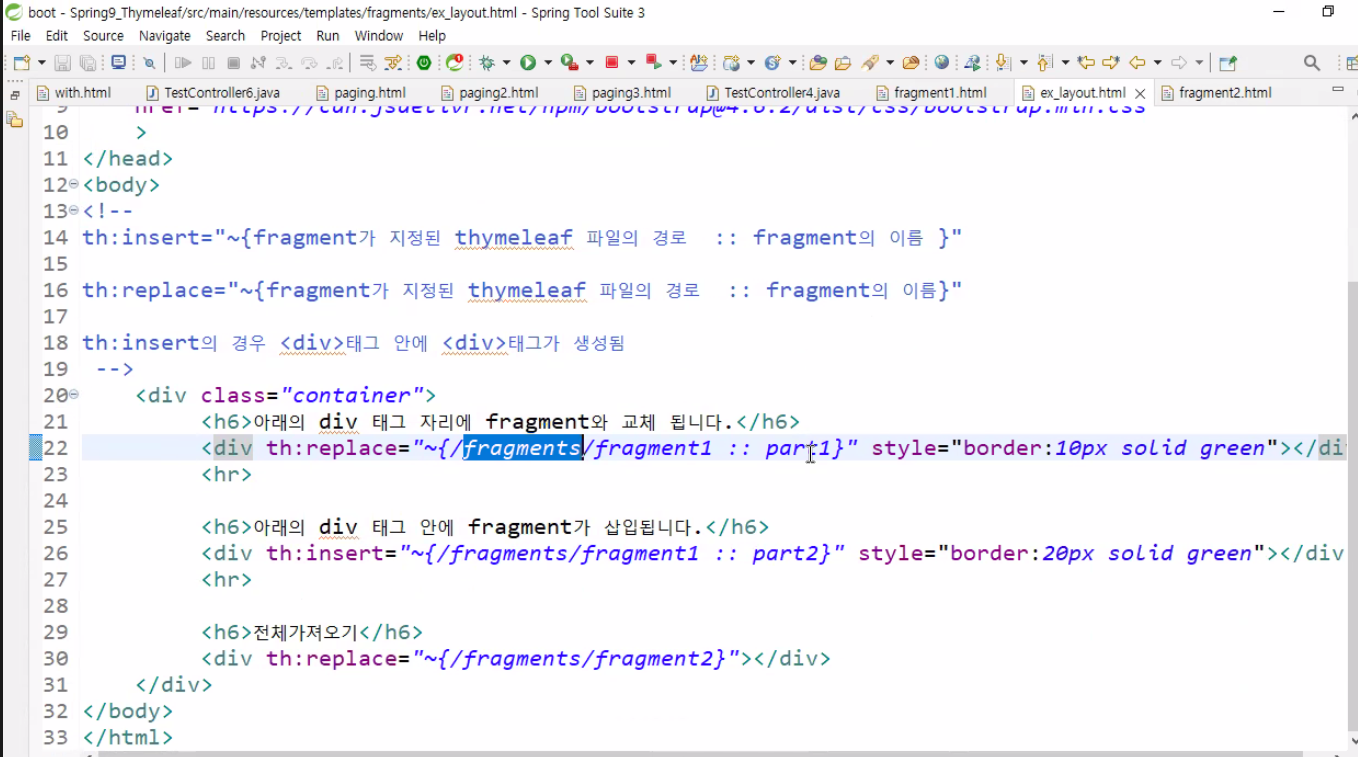 boot - Spring9_Thymeleaf/src/main/resources/templates/fragments/ex_layout.html - Spring Tool Suite 3
File Edit Source Navigate Search Project Run Window Help
with.html TestController6.java paging.html paging2.html paging3.html TestController4.java fragment1.html ex_layout.html fragment2.html
9 href="https://cdn.jsdelivr.net/npm/bootstrap@4.6.2/dist/css/bootstrap.min.css"
10 >
11 </head>
12 <body>
13 <!--
14 th:insert="~{fragment가 지정된 thymeleaf 파일의 경로 :: fragment의 이름 }"
15
16 th:replace="~{fragment가 지정된 thymeleaf 파일의 경로 :: fragment의 이름}"
17
18 th:insert의 경우 <div>태그 안에 <div>태그가 생성됨
19 -->
20 <div class="container">
21 <h6>아래의 div 태그 자리에 fragment와 교체 됩니다.</h6>
22 <div th:replace="~{/fragments/fragment1 :: part1}" style="border:10px solid green"></di
23 <hr>
24
25 <h6>아래의 div 태그 안에 fragment가 삽입됩니다.</h6>
26 <div th:insert="~{/fragments/fragment1 :: part2}" style="border:20px solid green"></div
27 <hr>
28
29 <h6>전체가져오기</h6>
30 <div th:replace="~{/fragments/fragment2}"></div>
31 </div>
32 </body>
33 </html>